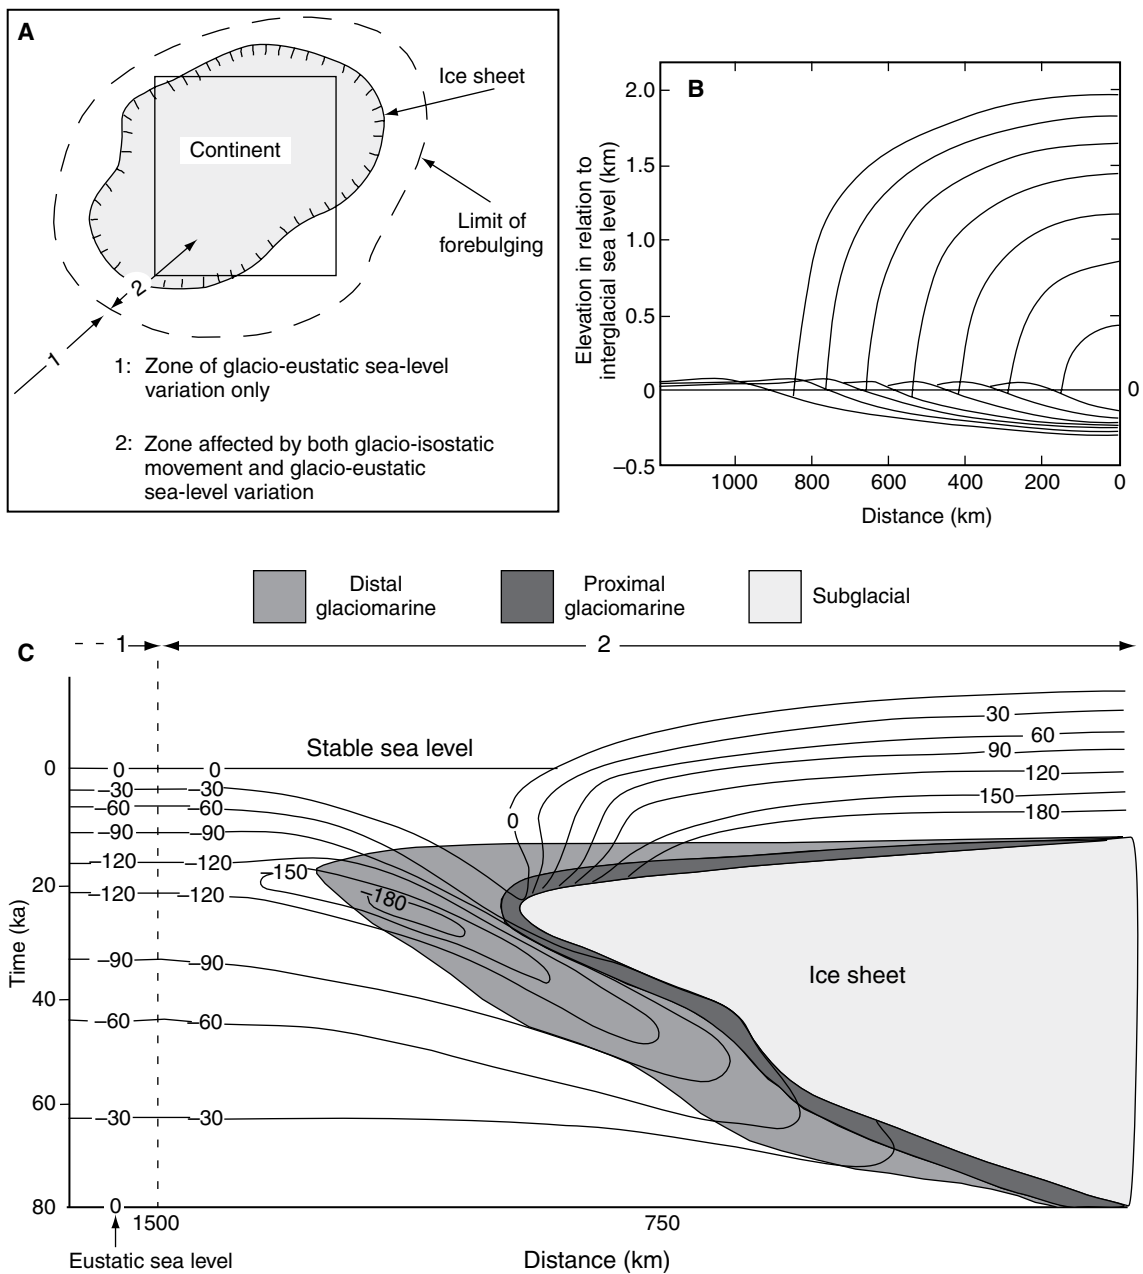 A
Ice sheet
Continent
Limit of
forebulging
2
1
1: Zone of glacio-eustatic sea-level
variation only
2: Zone affected by both glacio-isostatic
movement and glacio-eustatic
sea-level variation
B
Elevation in relation to
interglacial sea level (km)
2.0
1.5
1.0
0.5
0
0
–0.5
1000 800 600 400 200 0
Distance (km)
Distal
glaciomarine
Proximal
glaciomarine
Subglacial
C
1 2
Stable sea level
30
60
90
120
150
180
0
0 0 0
–30 –30
–60 –60
–90 –90
–120 –120
–150
20
–120 –120
–180
–90 –90
Ice sheet
40
–60 –60
60
–30 –30
80 0
Time (ka)
1500 750
Eustatic sea level
Distance (km)